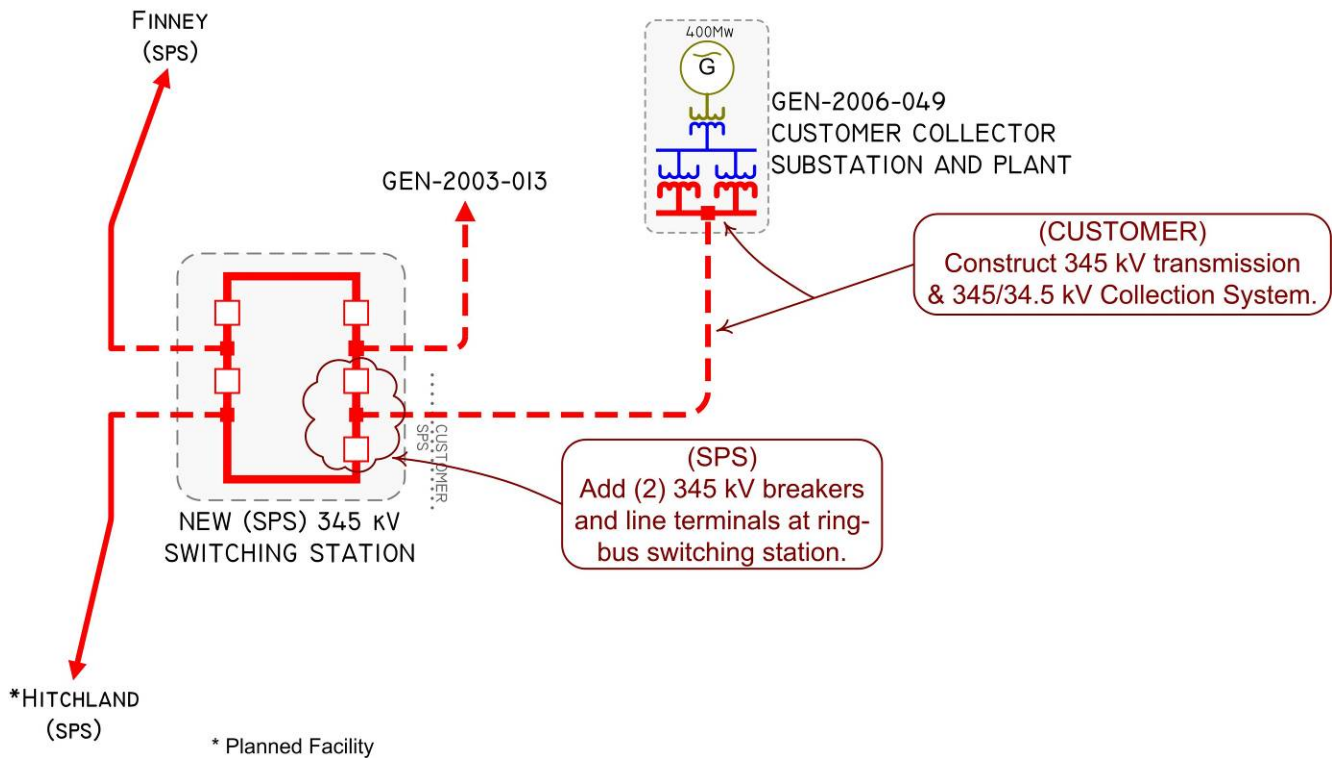 FINNEY
(SPS)
400MW
G
GEN-2006-049
CUSTOMER COLLECTOR
SUBSTATION AND PLANT
GEN-2003-013
(CUSTOMER)
Construct 345 kV transmission
& 345/34.5 kV Collection System.
CUSTOMER
SPS
(SPS)
Add (2) 345 kV breakers
and line terminals at ring-
bus switching station.
NEW (SPS) 345 KV
SWITCHING STATION
*HITCHLAND
(SPS)
* Planned Facility